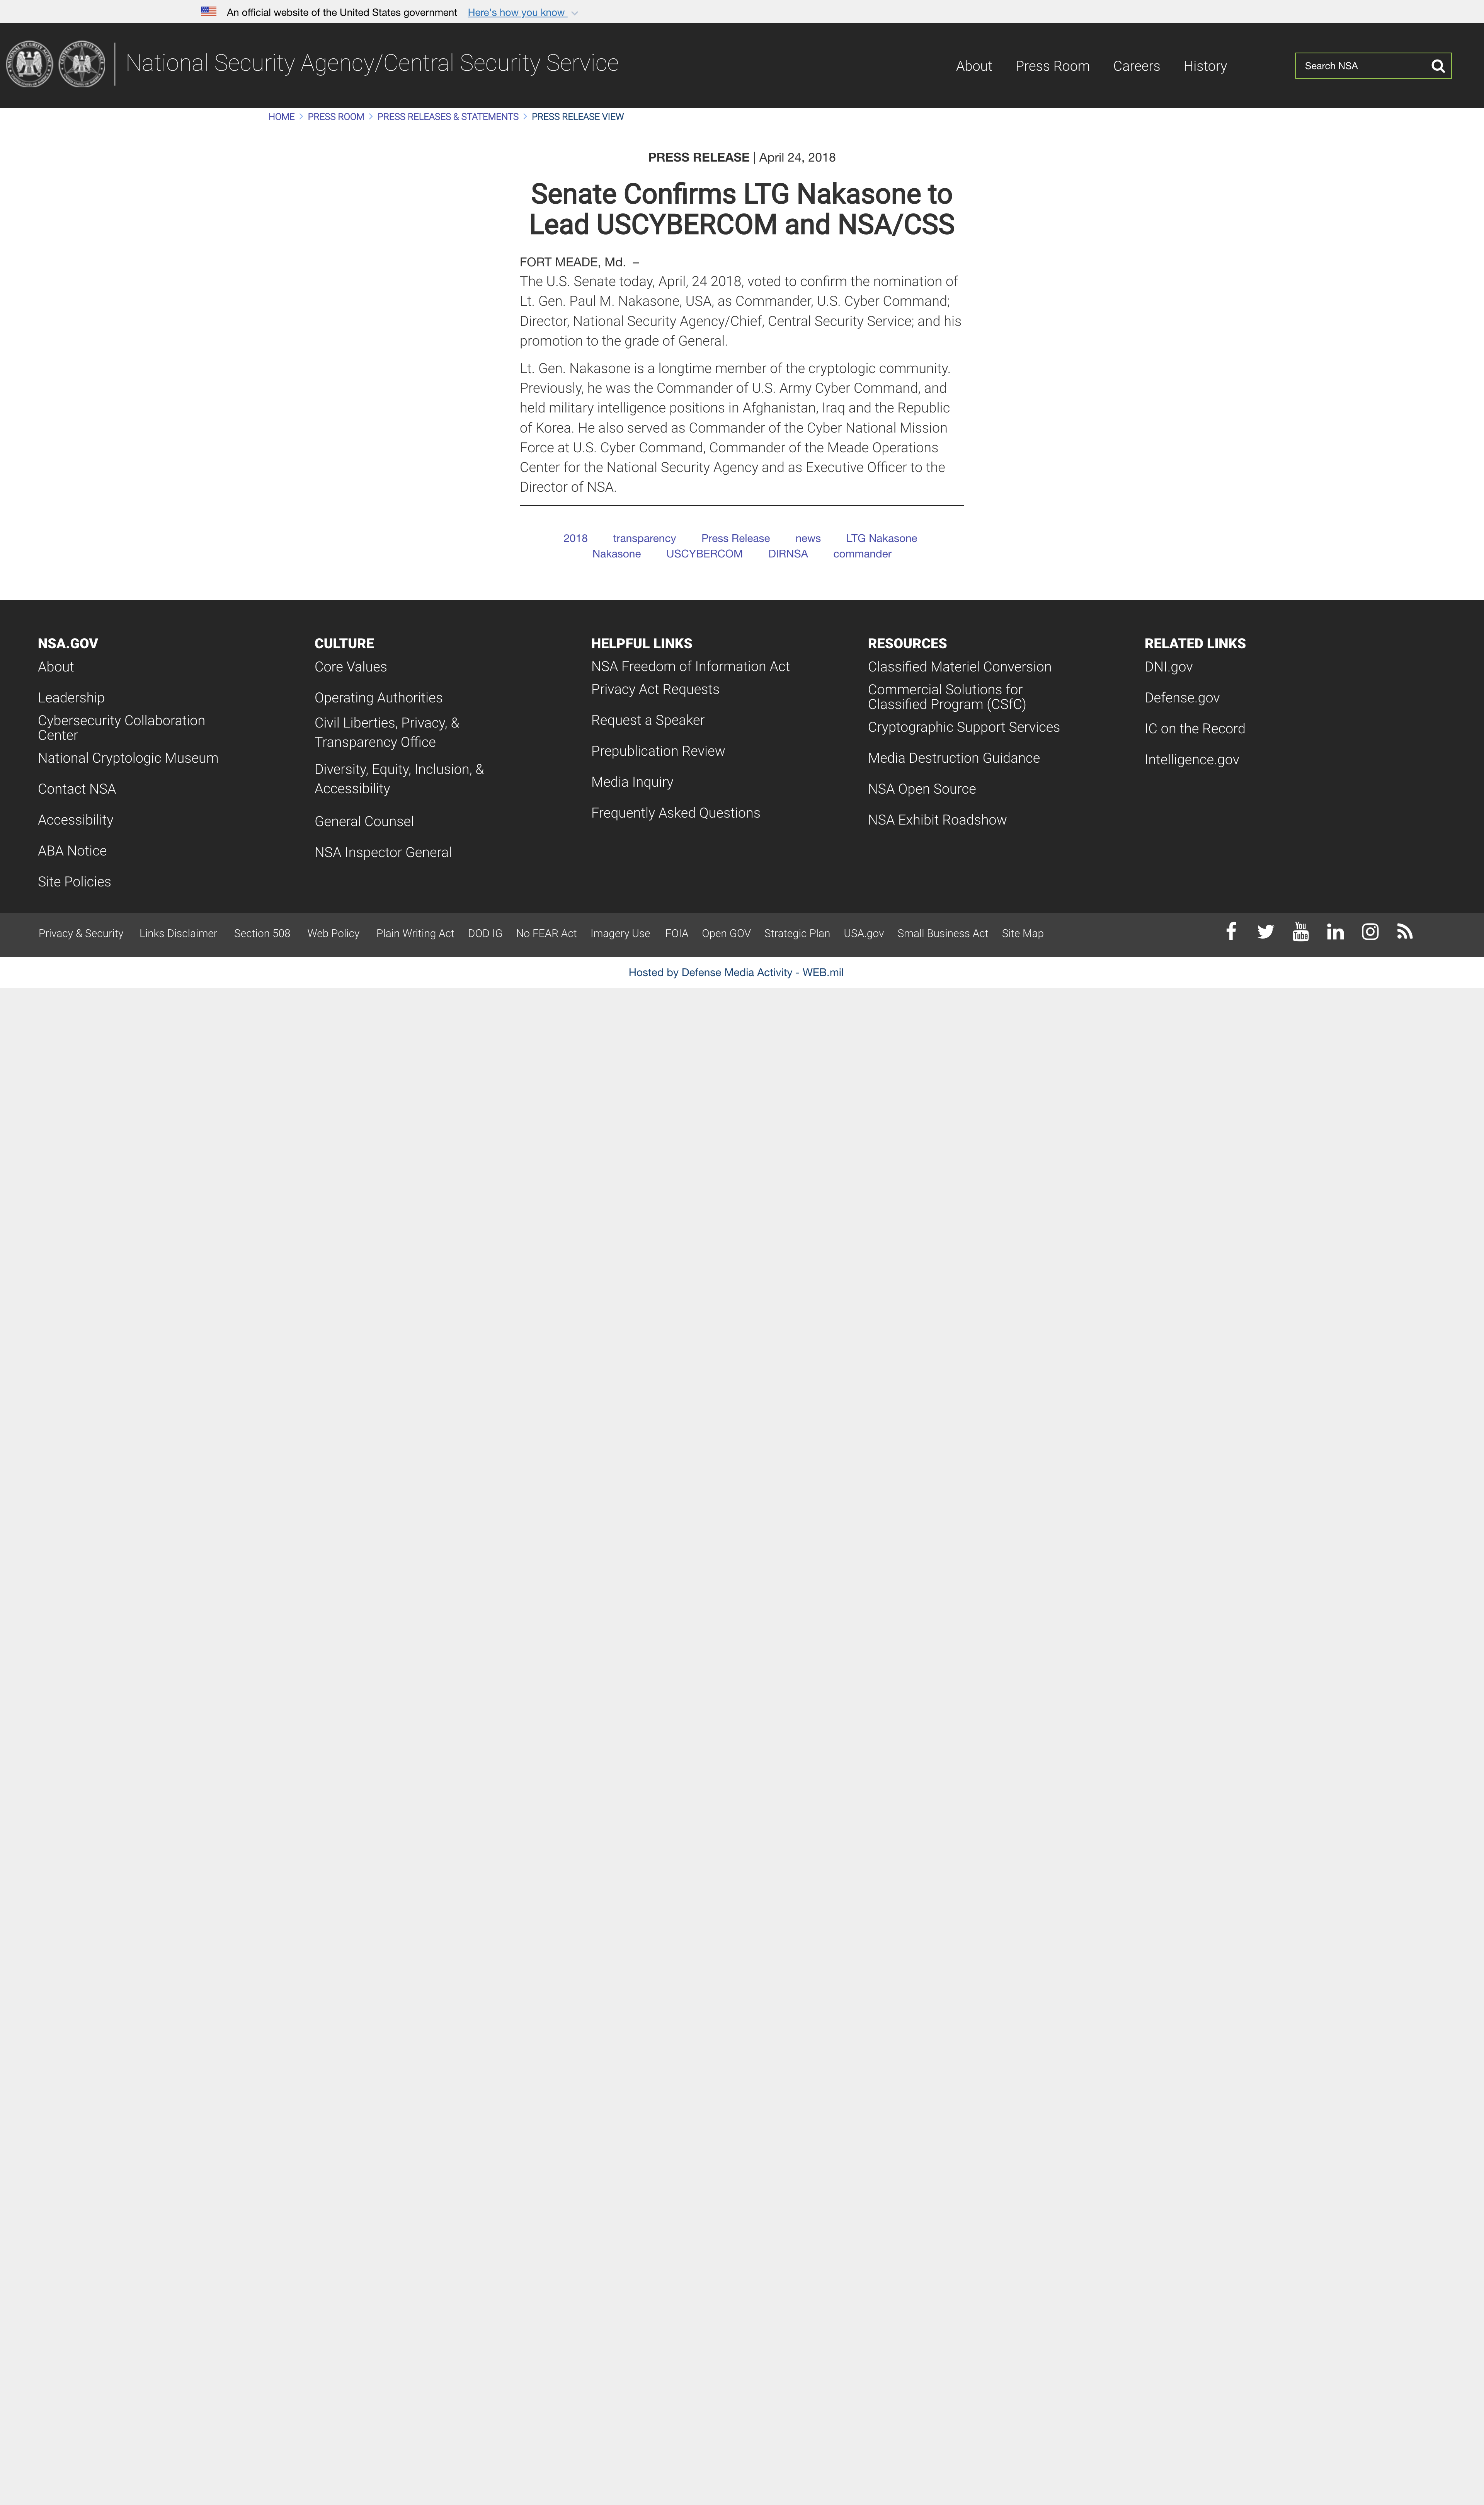 An official website of the United States government Here's how you know
National Security Agency/Central Security Service
About Press Room Careers History
Search NSA
HOME > PRESS ROOM > PRESS RELEASES & STATEMENTS > PRESS RELEASE VIEW
PRESS RELEASE | April 24, 2018
Senate Confirms LTG Nakasone to
Lead USCYBERCOM and NSA/CSS
FORT MEADE, Md. –
The U.S. Senate today, April, 24 2018, voted to confirm the nomination of
Lt. Gen. Paul M. Nakasone, USA, as Commander, U.S. Cyber Command;
Director, National Security Agency/Chief, Central Security Service; and his
promotion to the grade of General.
Lt. Gen. Nakasone is a longtime member of the cryptologic community.
Previously, he was the Commander of U.S. Army Cyber Command, and
held military intelligence positions in Afghanistan, Iraq and the Republic
of Korea. He also served as Commander of the Cyber National Mission
Force at U.S. Cyber Command, Commander of the Meade Operations
Center for the National Security Agency and as Executive Officer to the
Director of NSA.
2018 transparency Press Release news LTG Nakasone
Nakasone USCYBERCOM DIRNSA commander
NSA.GOV
About
Leadership
Cybersecurity Collaboration
Center
National Cryptologic Museum
Contact NSA
Accessibility
ABA Notice
Site Policies
CULTURE
Core Values
Operating Authorities
Civil Liberties, Privacy, &
Transparency Office
Diversity, Equity, Inclusion, &
Accessibility
General Counsel
NSA Inspector General
HELPFUL LINKS
NSA Freedom of Information Act
Privacy Act Requests
Request a Speaker
Prepublication Review
Media Inquiry
Frequently Asked Questions
RESOURCES
Classified Materiel Conversion
Commercial Solutions for
Classified Program (CSfC)
Cryptographic Support Services
Media Destruction Guidance
NSA Open Source
NSA Exhibit Roadshow
RELATED LINKS
DNI.gov
Defense.gov
IC on the Record
Intelligence.gov
Privacy & Security Links Disclaimer Section 508 Web Policy Plain Writing Act DOD IG No FEAR Act Imagery Use FOIA Open GOV Strategic Plan USA.gov Small Business Act Site Map
You
Tube
Hosted by Defense Media Activity - WEB.mil